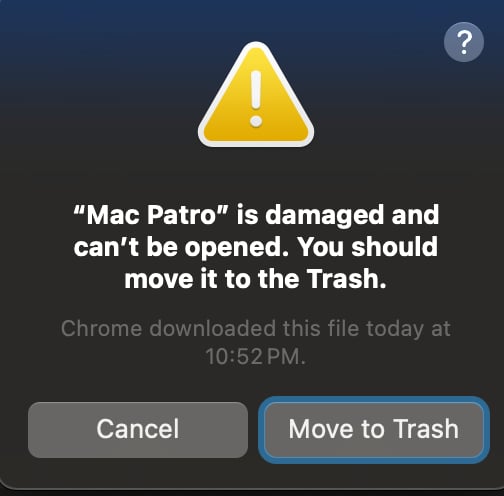 ?
“Mac Patro” is damaged and
can’t be opened. You should
move it to the Trash.
Chrome downloaded this file today at
10:52 PM.
Cancel
Move to Trash